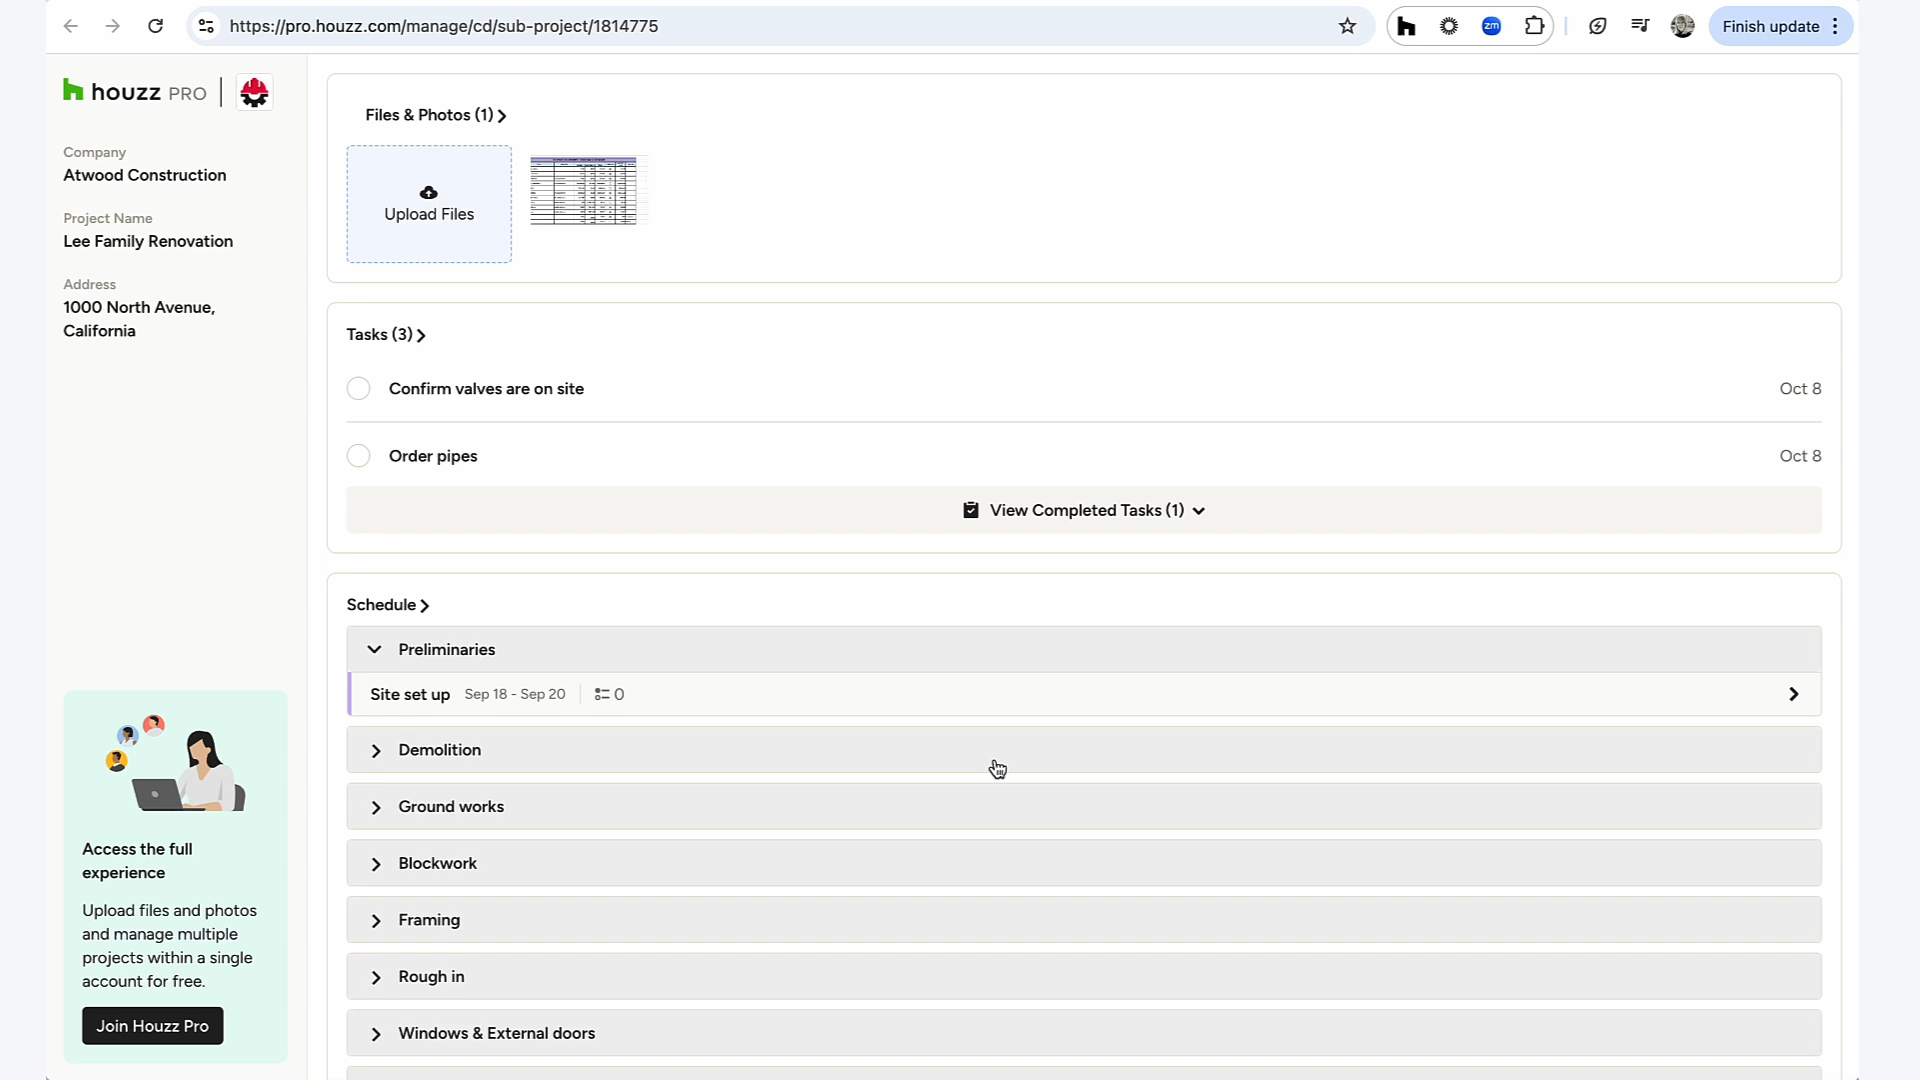 https://pro.houzz.com/manage/cd/sub-project/1814775
zm
Finish update
houzz PRO
Company
Atwood Construction
Project Name
Lee Family Renovation
Address
1000 North Avenue,
California
Files & Photos (1)
Upload Files
Tasks (3)
Confirm valves are on site
Oct 8
Order pipes
Oct 8
View Completed Tasks (1)
Schedule
Preliminaries
Site set up Sep 18 - Sep 20 0
Demolition
Ground works
Blockwork
Framing
Rough in
Windows & External doors
Access the full
experience
Upload files and photos
and manage multiple
projects within a single
account for free.
Join Houzz Pro